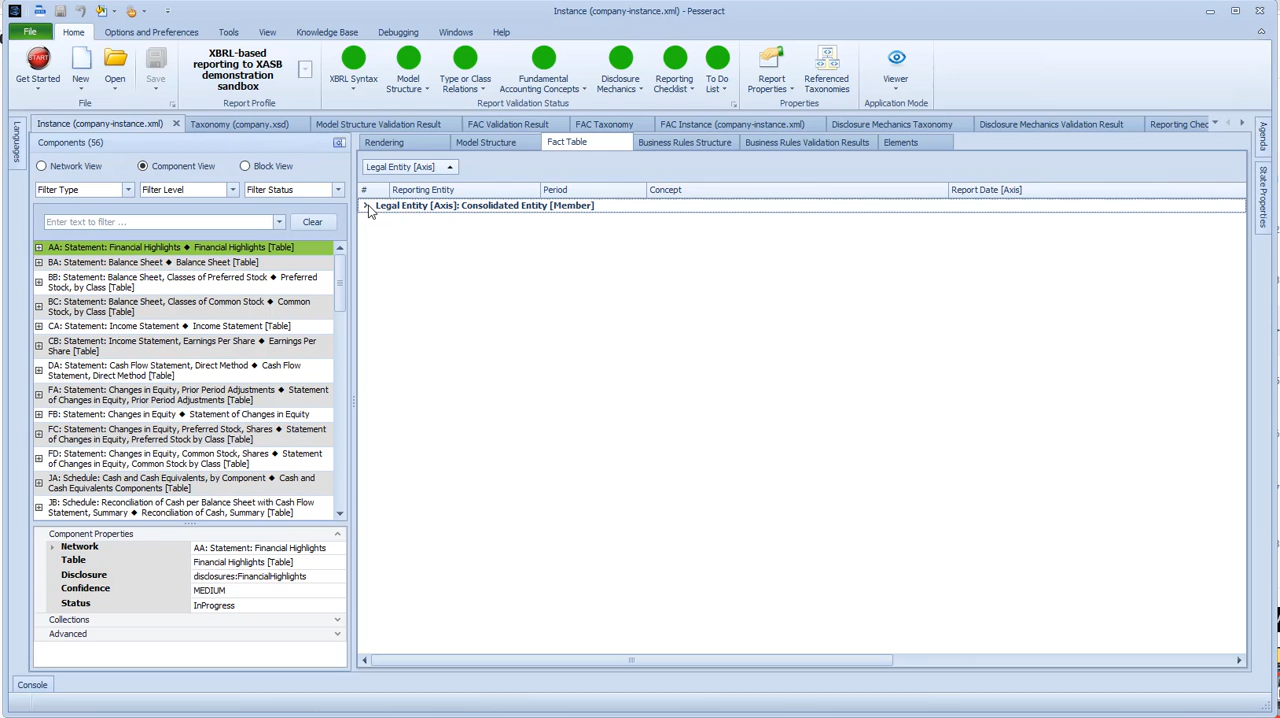 Instance (company-instance.xml) - Pesseract
File
Home
Options and Preferences
Tools
View
Knowledge Base
Debugging
Windows
Help
START
Get Started
New
Open
Save
XBRL-based
reporting to XASB
demonstration
sandbox
XBRL Syntax
Model
Structure
Type or Class
Relations
Fundamental
Accounting Concepts
Disclosure
Mechanics
Reporting
Checklist
To Do
List
Report
Properties
Referenced
Taxonomies
Viewer
File
Report Profile
Report Validation Status
Properties
Application Mode
Languages
Instance (company-instance.xml)
Taxonomy (company.xsd)
Model Structure Validation Result
FAC Validation Result
FAC Taxonomy
FAC Instance (company-instance.xml)
Disclosure Mechanics Taxonomy
Disclosure Mechanics Validation Result
Reporting Chec
Agenda
State Properties
Components (56)
Network View
Component View
Block View
Filter Type
Filter Level
Filter Status
Enter text to filter ...
Clear
AA: Statement: Financial Highlights ◆ Financial Highlights [Table]
BA: Statement: Balance Sheet ◆ Balance Sheet [Table]
BB: Statement: Balance Sheet, Classes of Preferred Stock ◆ Preferred
Stock, by Class [Table]
BC: Statement: Balance Sheet, Classes of Common Stock ◆ Common
Stock, by Class [Table]
CA: Statement: Income Statement ◆ Income Statement [Table]
CB: Statement: Income Statement, Earnings Per Share ◆ Earnings Per
Share [Table]
DA: Statement: Cash Flow Statement, Direct Method ◆ Cash Flow
Statement, Direct Method [Table]
FA: Statement: Changes in Equity, Prior Period Adjustments ◆ Statement
of Changes in Equity, Prior Period Adjustments [Table]
FB: Statement: Changes in Equity ◆ Statement of Changes in Equity
FC: Statement: Changes in Equity, Preferred Stock, Shares ◆ Statement
of Changes in Equity, Preferred Stock by Class [Table]
FD: Statement: Changes in Equity, Common Stock, Shares ◆ Statement
of Changes in Equity, Common Stock by Class [Table]
JA: Schedule: Cash and Cash Equivalents, by Component ◆ Cash and
Cash Equivalents Components [Table]
JB: Schedule: Reconciliation of Cash per Balance Sheet with Cash Flow
Statement, Summary ◆ Reconciliation of Cash, Summary [Table]
Component Properties
Network AA: Statement: Financial Highlights
Table Financial Highlights [Table]
Disclosure disclosures:FinancialHighlights
Confidence MEDIUM
Status InProgress
Collections
Advanced
Rendering
Model Structure
Fact Table
Business Rules Structure
Business Rules Validation Results
Elements
Legal Entity [Axis]
# Reporting Entity Period Concept Report Date [Axis]
Legal Entity [Axis]: Consolidated Entity [Member]
Console